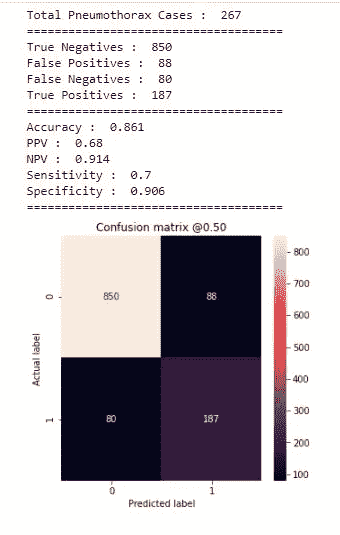 Total Pneumothorax Cases :  267
====================================
True Negatives :  850
False Positives :  88
False Negatives :  80
True Positives :  187
====================================
Accuracy :  0.861
PPV :  0.68
NPV :  0.914
Sensitivity :  0.7
Specificity :  0.906
====================================
Confusion matrix @0.50
850 88
80 187
0
1
Actual label
0 1
Predicted label
800
700
600
500
400
300
200
100